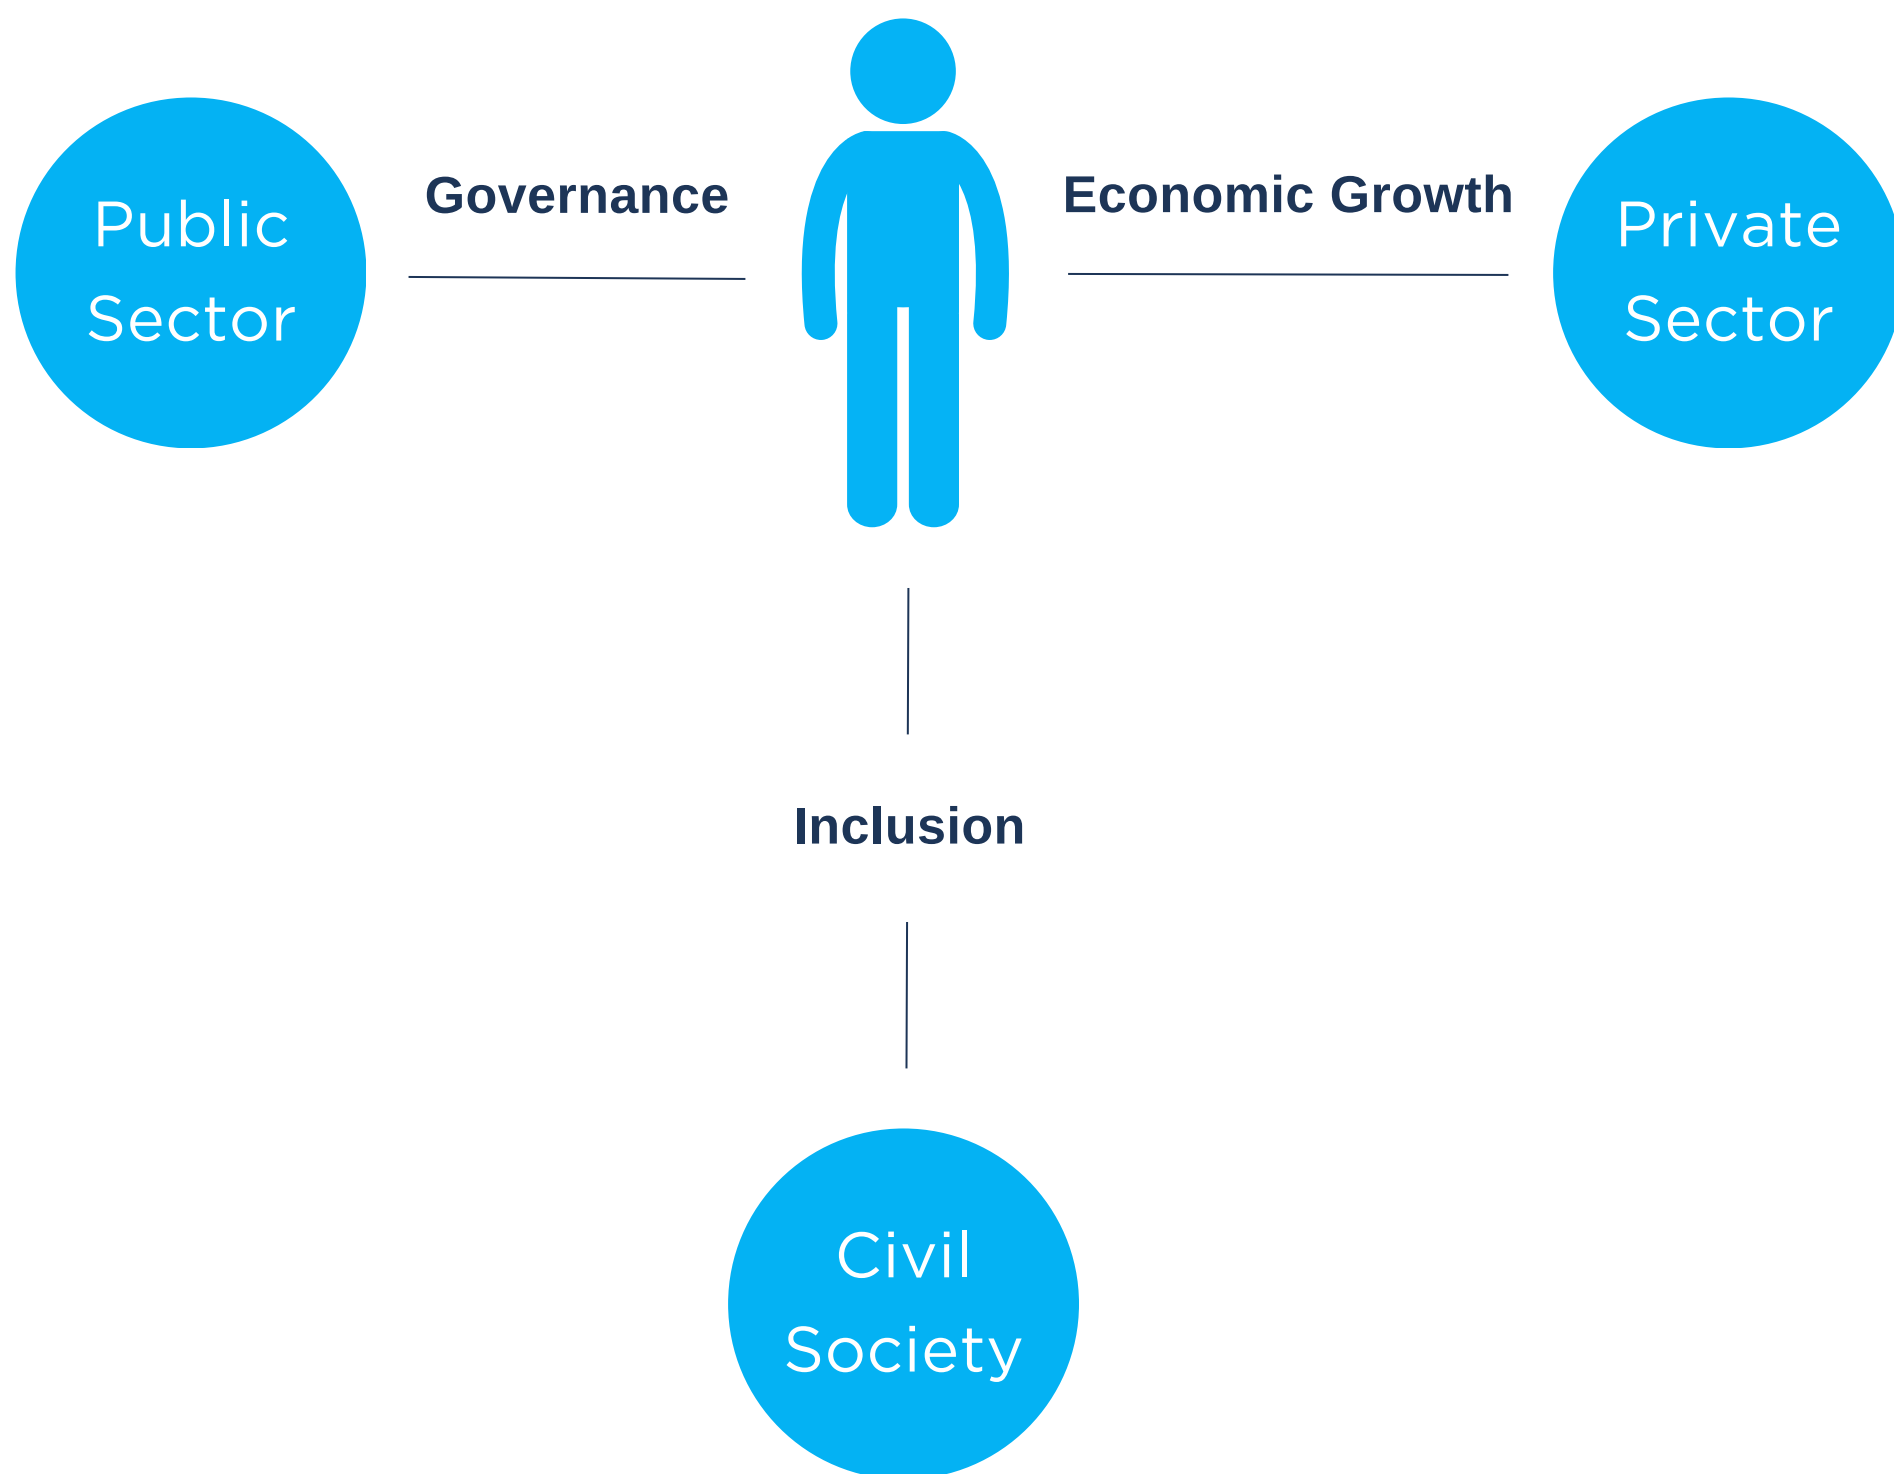 Public
Sector
Governance
Economic Growth
Private
Sector
Inclusion
Civil
Society